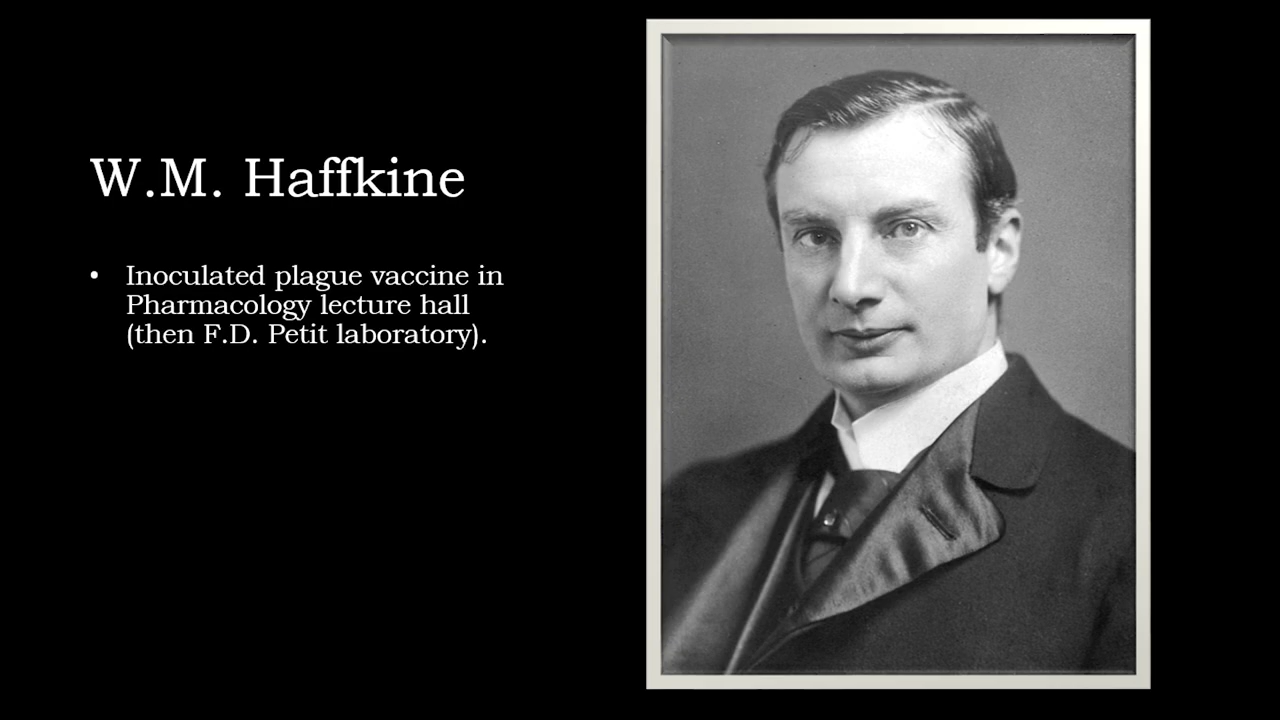 W.M. Haffkine
• Inoculated plague vaccine in
Pharmacology lecture hall
(then F.D. Petit laboratory).